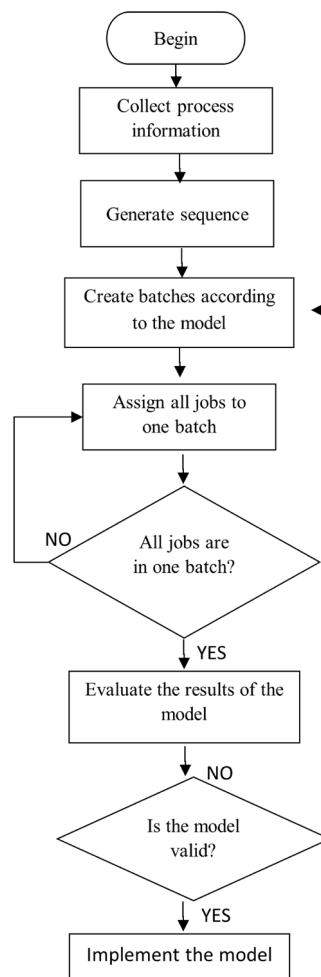 Begin
Collect process
information
Generate sequence
Create batches according
to the model
Assign all jobs to
one batch
NO
All jobs are
in one batch?
YES
Evaluate the results of the
model
NO
Is the model
valid?
YES
Implement the model